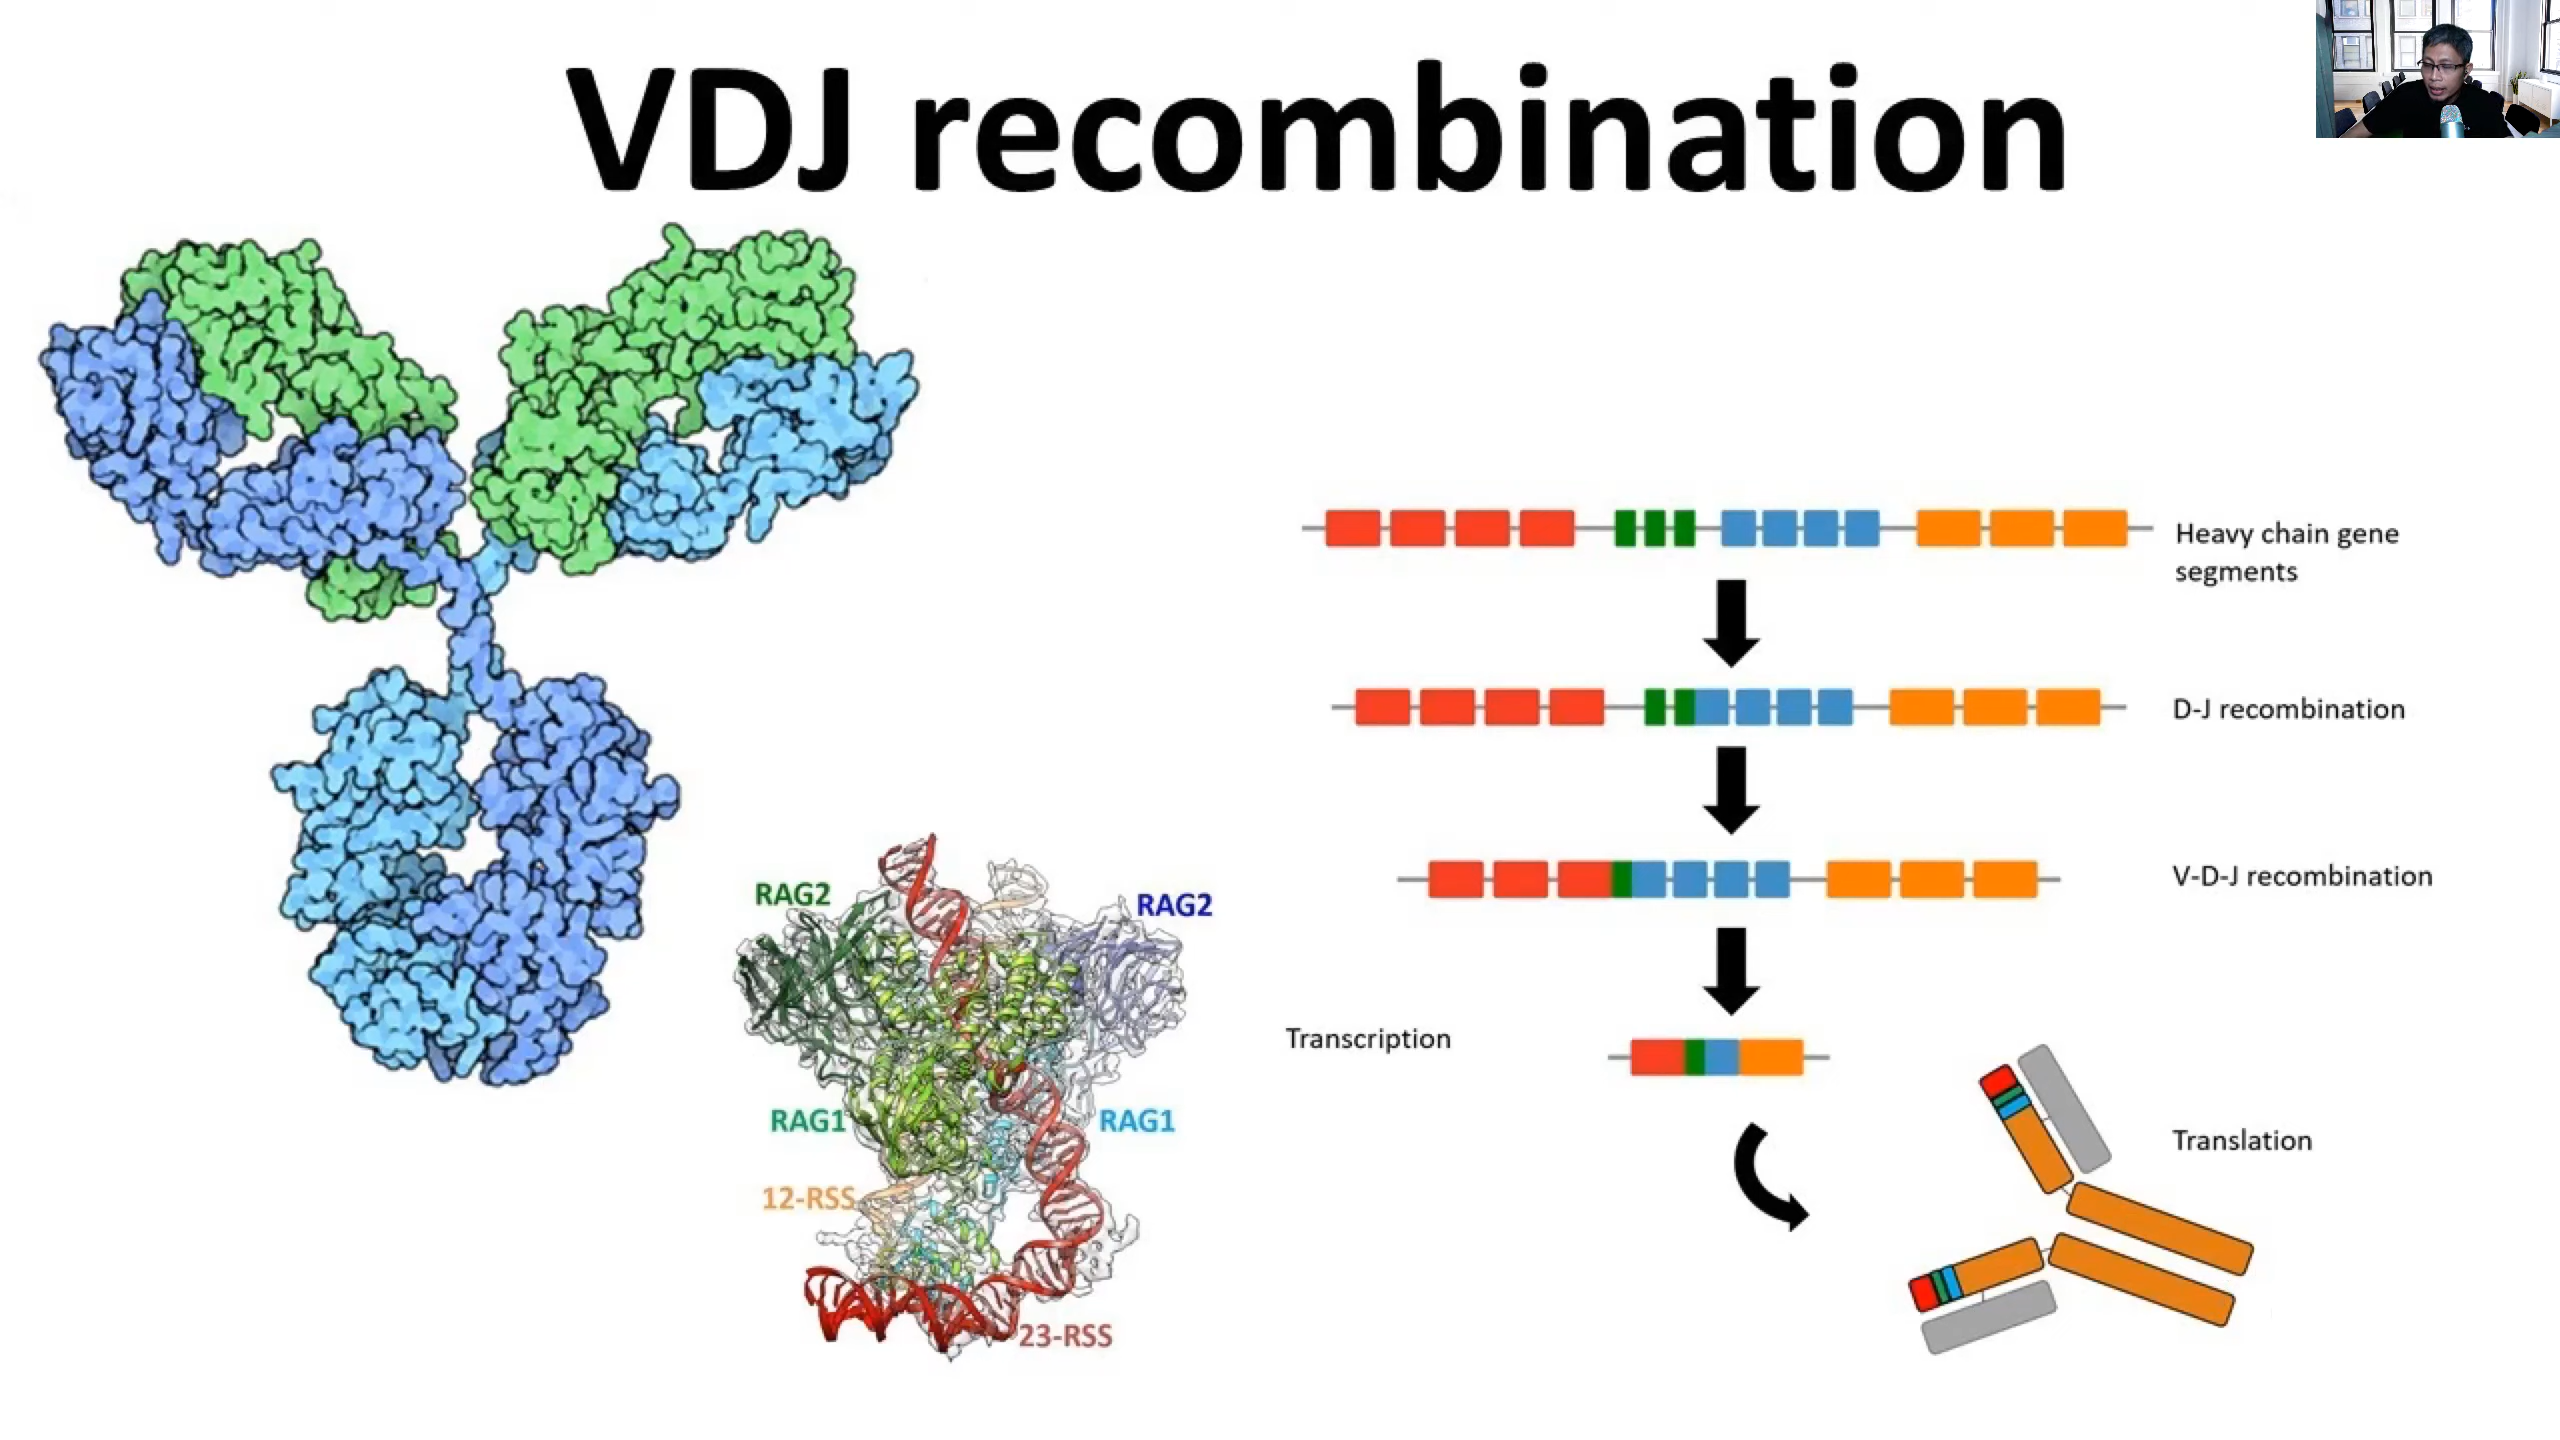 VDJ recombination
Heavy chain gene
segments
D-J recombination
V-D-J recombination
RAG2
RAG2
Transcription
RAG1
RAG1
Translation
12-RSS
23-RSS